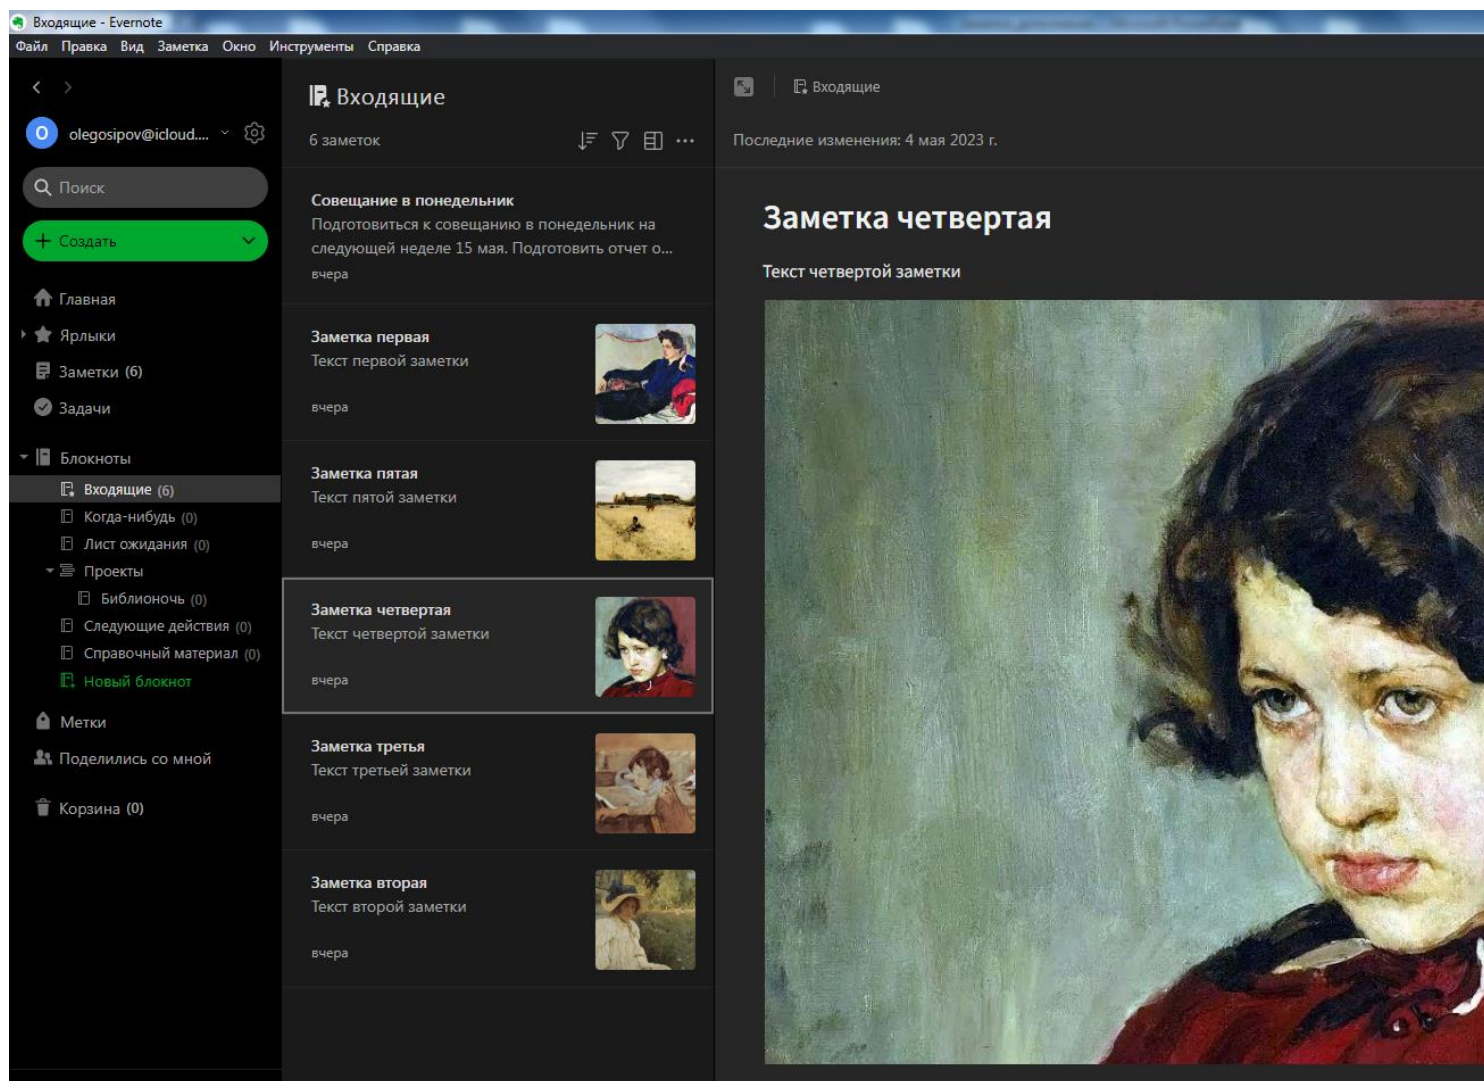 Входящие - Evernote
Файл Правка Вид Заметка Окно Инструменты Справка
O olegosipov@icloud....
Поиск
Создать
Главная
Ярлыки
Заметки (6)
Задачи
Блокноты
Входящие (6)
Когда-нибудь (0)
Лист ожидания (0)
Проекты
Библионочь (0)
Следующие действия (0)
Справочный материал (0)
Новый блокнот
Метки
Поделились со мной
Корзина (0)
Входящие
6 заметок
Совещание в понедельник
Подготовиться к совещанию в понедельник на
следующей неделе 15 мая. Подготовить отчет о...
вчера
Заметка первая
Текст первой заметки
вчера
Заметка пятая
Текст пятой заметки
вчера
Заметка четвертая
Текст четвертой заметки
вчера
Заметка третья
Текст третьей заметки
вчера
Заметка вторая
Текст второй заметки
вчера
Входящие
Последние изменения: 4 мая 2023 г.
Заметка четвертая
Текст четвертой заметки